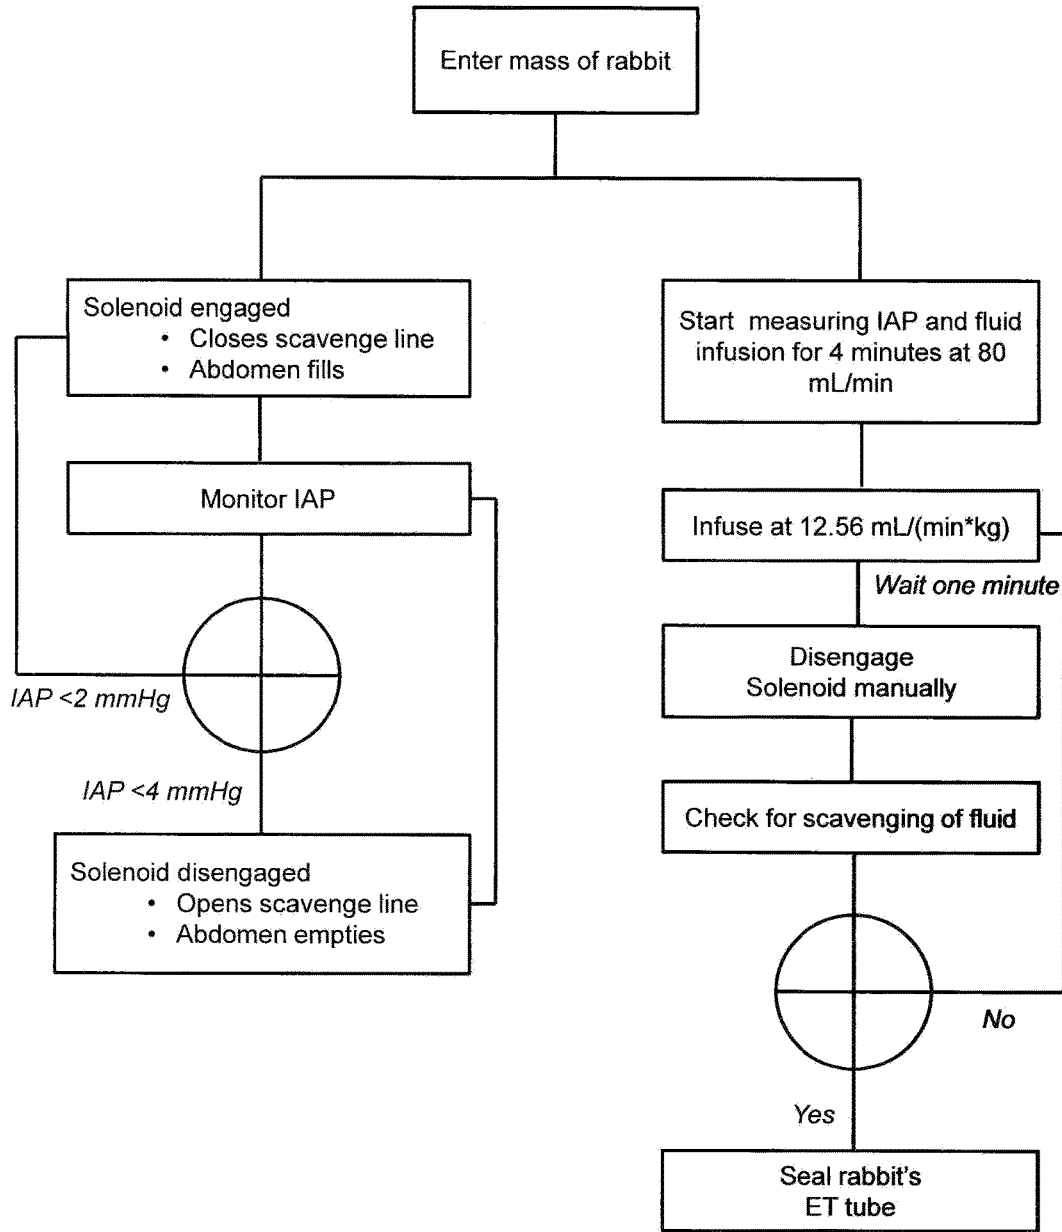 Enter mass of rabbit
Solenoid engaged
• Closes scavenge line
• Abdomen fills
Monitor IAP
IAP <2 mmHg
IAP <4 mmHg
Solenoid disengaged
• Opens scavenge line
• Abdomen empties
Start measuring IAP and fluid
infusion for 4 minutes at 80
mL/min
Infuse at 12.56 mL/(min*kg)
Wait one minute
Disengage
Solenoid manually
Check for scavenging of fluid
No
Yes
Seal rabbit's
ET tube